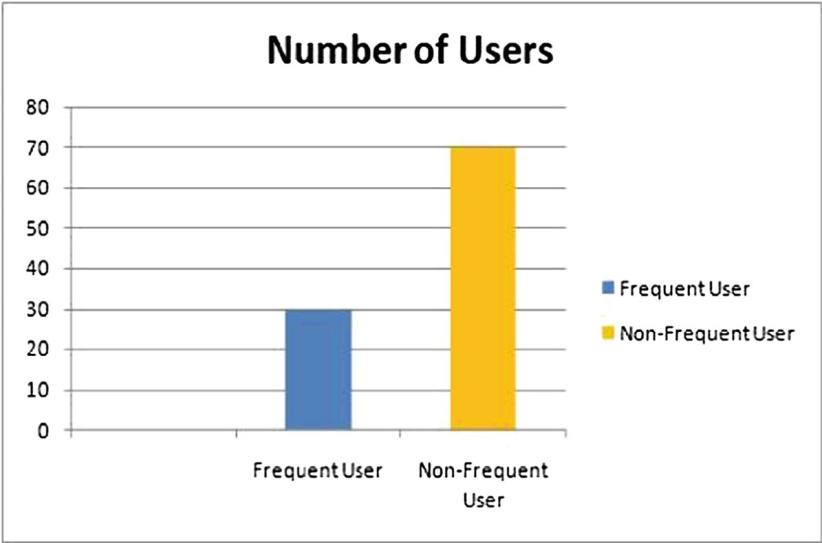 Number of Users
80
70
60
50
40
30
20
10
0
Frequent User
Non-Frequent
User
Frequent User
Non-Frequent User